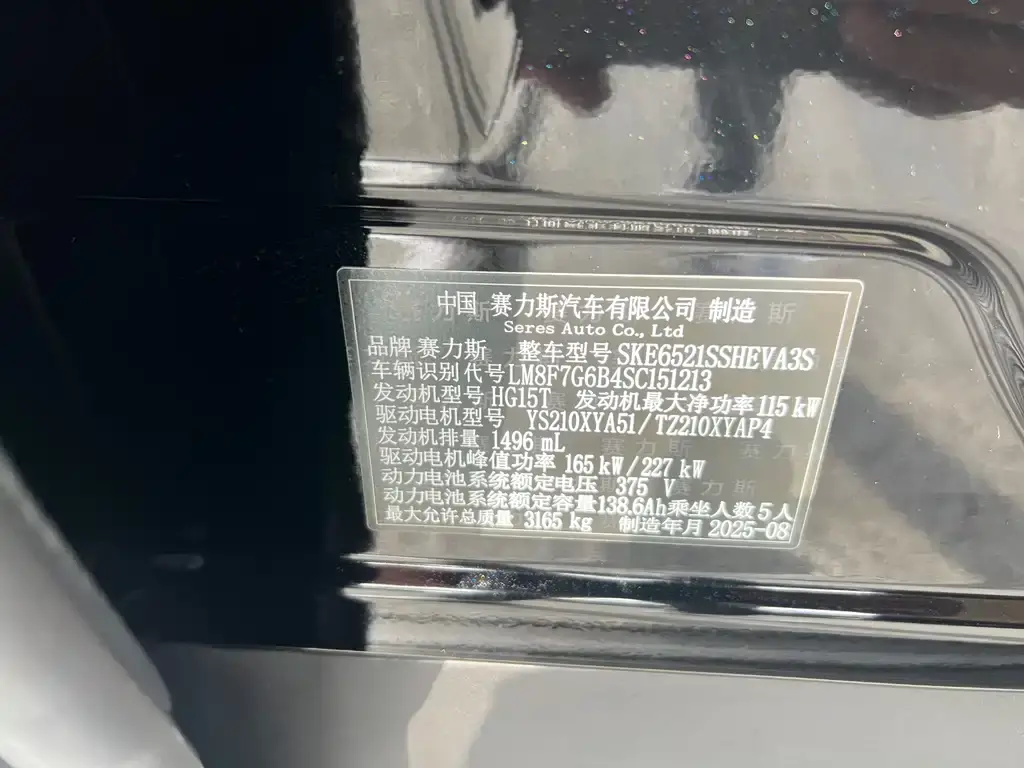 中国 赛力斯汽车有限公司 制造
Seres Auto Co., Ltd
品牌 赛力斯 整车型号 SKE6521SSHEVA3S
车辆识别代号 LM8F7G6B4SC151213
发动机型号 HG15T 发动机最大净功率 115 kW
驱动电机型号 YS210XYA51/TZ210XYAP4
发动机排量 1496 mL
驱动电机峰值功率 165 kW/227 kW
动力电池系统额定电压 375 V
动力电池系统额定容量138.6Ah 乘坐人数 5人
最大允许总质量 3165 kg 制造年月 2025-08